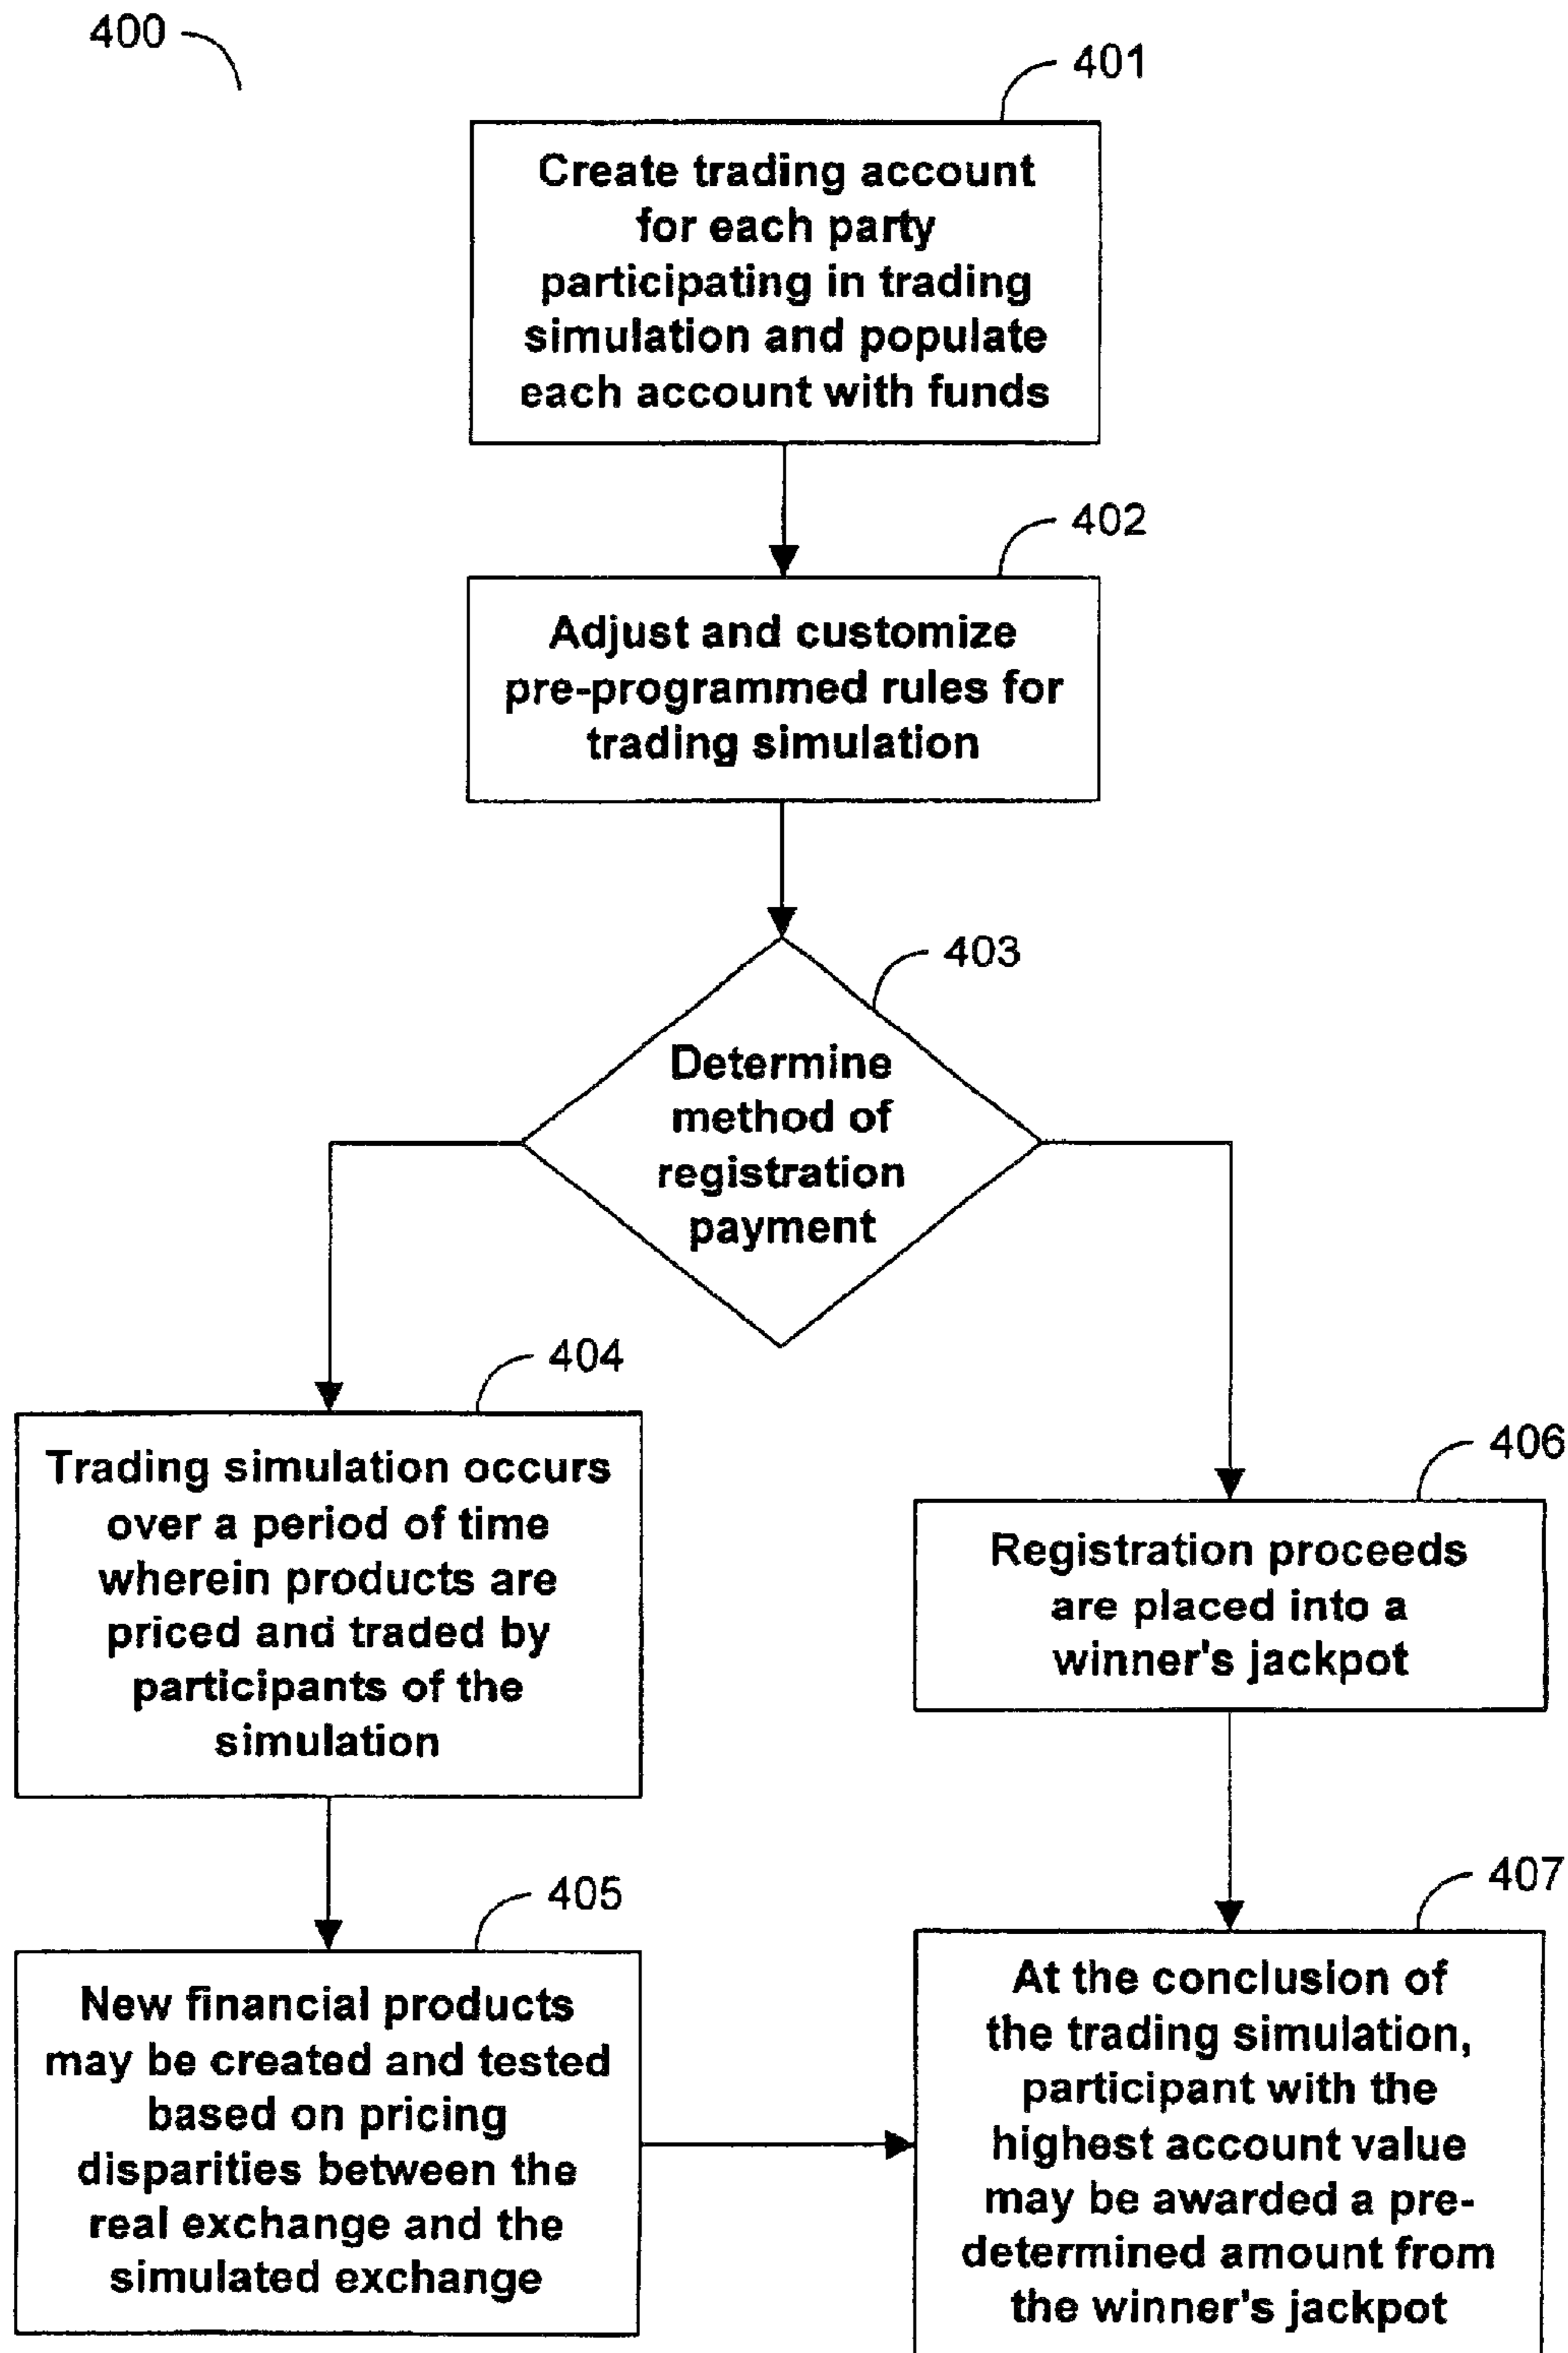 400
401
Create trading account
for each party
participating in trading
simulation and populate
each account with funds
402
Adjust and customize
pre-programmed rules for
trading simulation
403
Determine
method of
registration
payment
404
Trading simulation occurs
over a period of time
wherein products are
priced and traded by
participants of the
simulation
406
Registration proceeds
are placed into a
winner's jackpot
405
New financial products
may be created and tested
based on pricing
disparities between the
real exchange and the
simulated exchange
407
At the conclusion of
the trading simulation,
participant with the
highest account value
may be awarded a pre-
determined amount from
the winner's jackpot